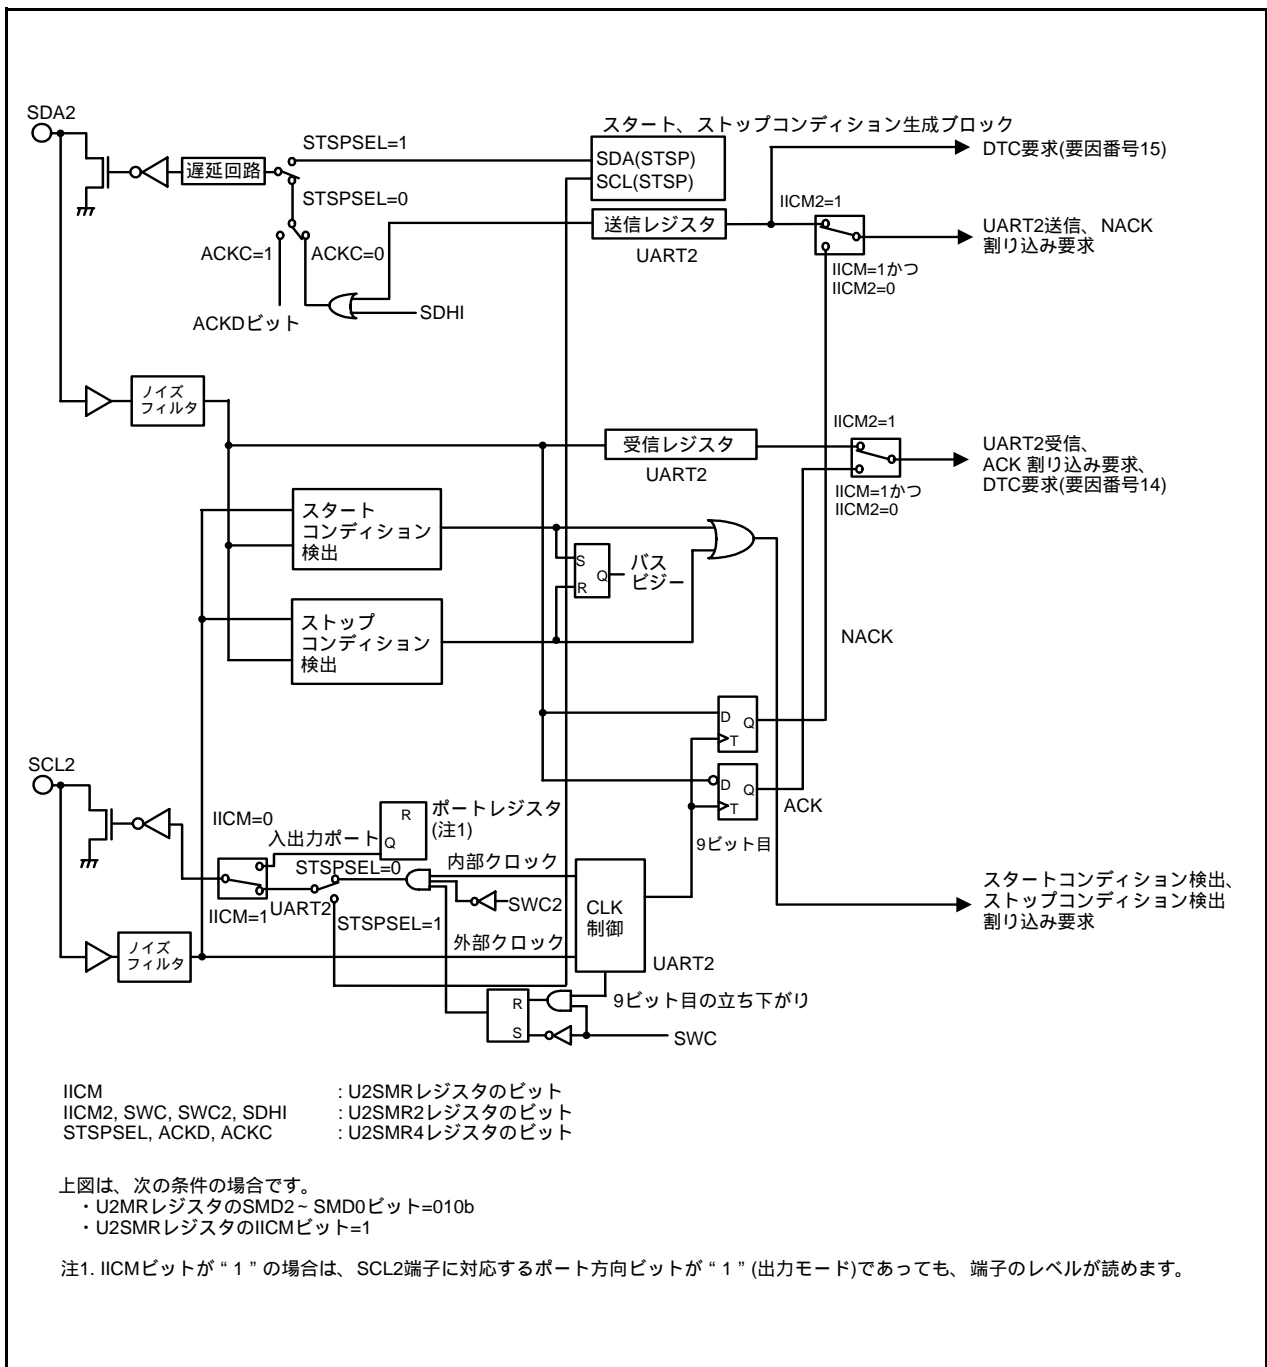 SDA2
スタート、ストップコンディション生成ブロック
STSPSEL=1
SDA(STSP)
SCL(STSP)
DTC要求(要因番号15)
遅延回路
STSPSEL=0
IICM2=1
送信レジスタ
UART2
UART2送信、NACK
割り込み要求
ACKC=1
ACKC=0
IICM=1かつ
IICM2=0
ACKDビット
SDHI
ノイズ
フィルタ
IICM2=1
受信レジスタ
UART2
UART2受信、
ACK 割り込み要求、
DTC要求(要因番号14)
IICM=1かつ
IICM2=0
スタート
コンディション
検出
S
R
Q
バス
ビジー
ストップ
コンディション
検出
NACK
D
Q
T
SCL2
D
Q
T
ACK
9ビット目
IICM=0
入出力ポート
R
Q
ポートレジスタ
(注1)
STSPSEL=0
内部クロック
IICM=1
UART2
SWC2
CLK
制御
STSPSEL=1
外部クロック
UART2
スタートコンディション検出、
ストップコンディション検出
割り込み要求
ノイズ
フィルタ
R
S
9ビット目の立ち下がり
SWC
IICM : U2SMRレジスタのビット
IICM2, SWC, SWC2, SDHI : U2SMR2レジスタのビット
STSPSEL, ACKD, ACKC : U2SMR4レジスタのビット
上図は、次の条件の場合です。
・U2MRレジスタのSMD2~SMD0ビット=010b
・U2SMRレジスタのIICMビット=1
注1. IICMビットが“1”の場合は、SCL2端子に対応するポート方向ビットが“1”(出力モード)であっても、端子のレベルが読めます。